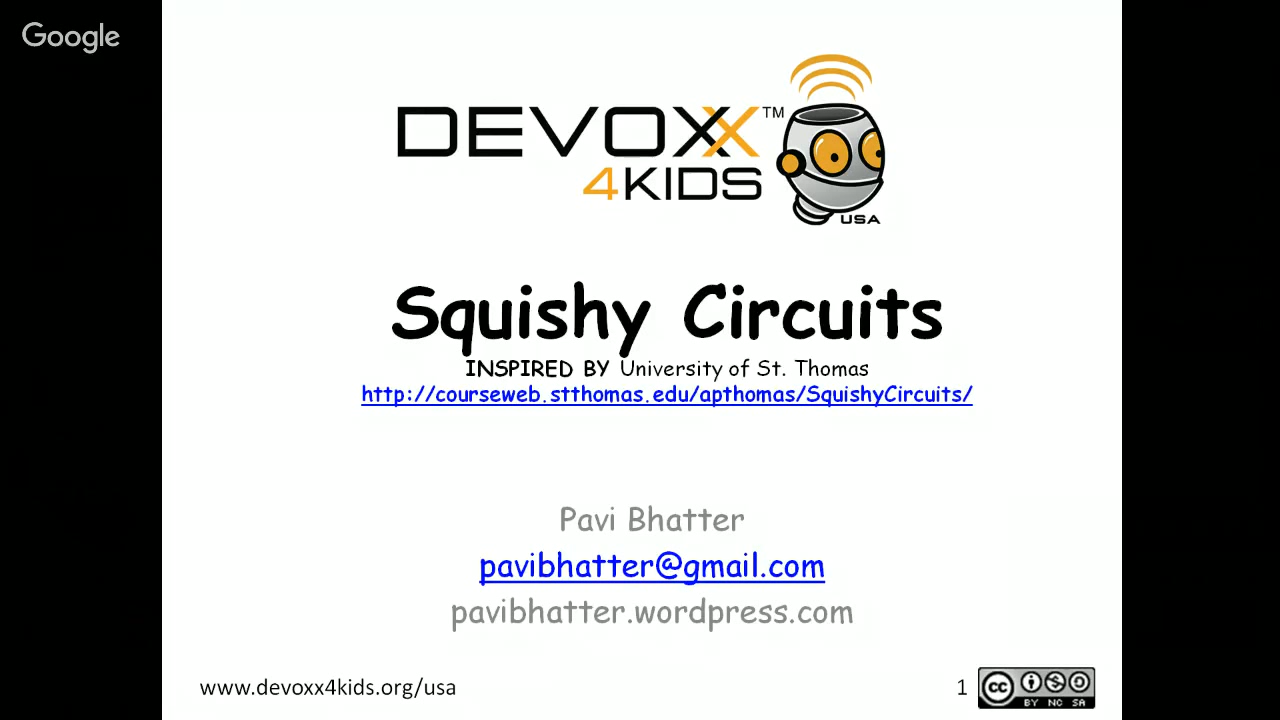 Google
DEVOXX™
4KIDS
USA
Squishy Circuits
INSPIRED BY University of St. Thomas
http://courseweb.stthomas.edu/apthomas/SquishyCircuits/
Pavi Bhatter
pavibhatter@gmail.com
pavibhatter.wordpress.com
www.devoxx4kids.org/usa
1
cc
BY NC SA